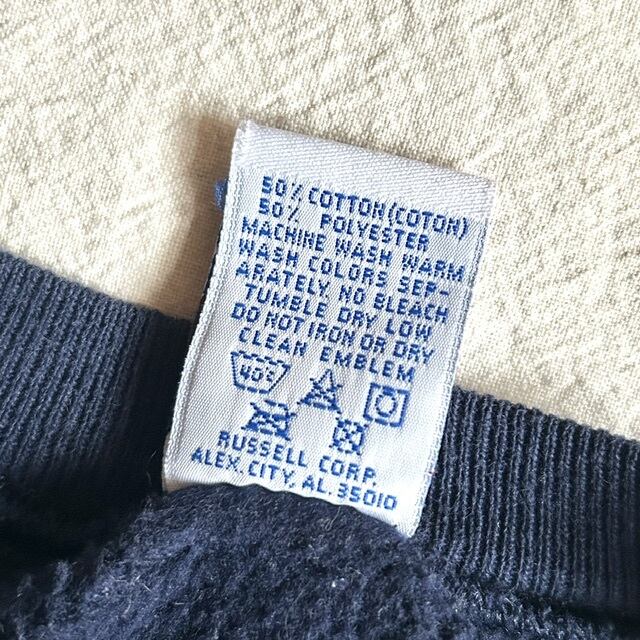 50% COTTON(COTON)
50% POLYESTER
MACHINE WASH WARM
WASH COLORS SEP-
ARATELY NO BLEACH
TUMBLE DRY LOW
DO NOT IRON OR DRY
CLEAN EMBLEM
40°C
RUSSELL CORP.
ALEX. CITY, AL. 35010